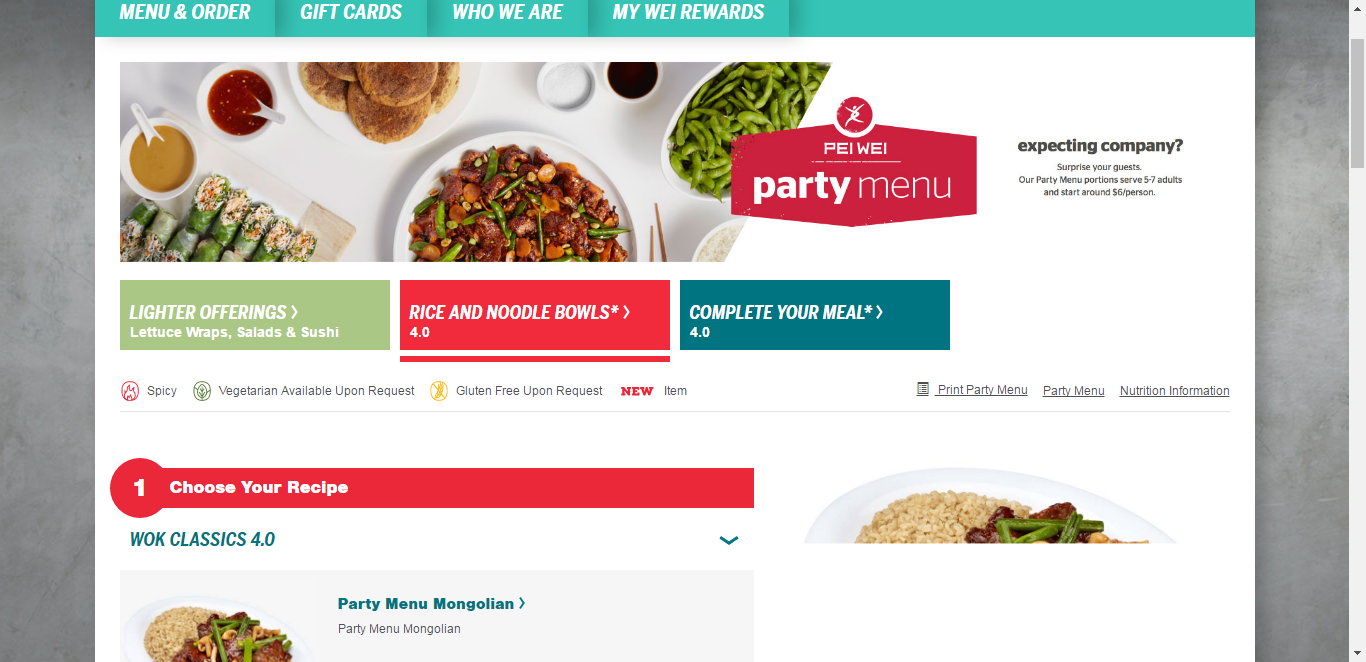 MENU & ORDER
GIFT CARDS
WHO WE ARE
MY WEI REWARDS
PEI WEI
party menu
expecting company?
Surprise your guests.
Our Party Menu portions serve 5-7 adults
and start around $6/person.
LIGHTER OFFERINGS >
Lettuce Wraps, Salads & Sushi
RICE AND NOODLE BOWLS* >
4.0
COMPLETE YOUR MEAL* >
4.0
Spicy
Vegetarian Available Upon Request
Gluten Free Upon Request
NEW Item
Print Party Menu
Party Menu
Nutrition Information
1 Choose Your Recipe
WOK CLASSICS 4.0
Party Menu Mongolian >
Party Menu Mongolian